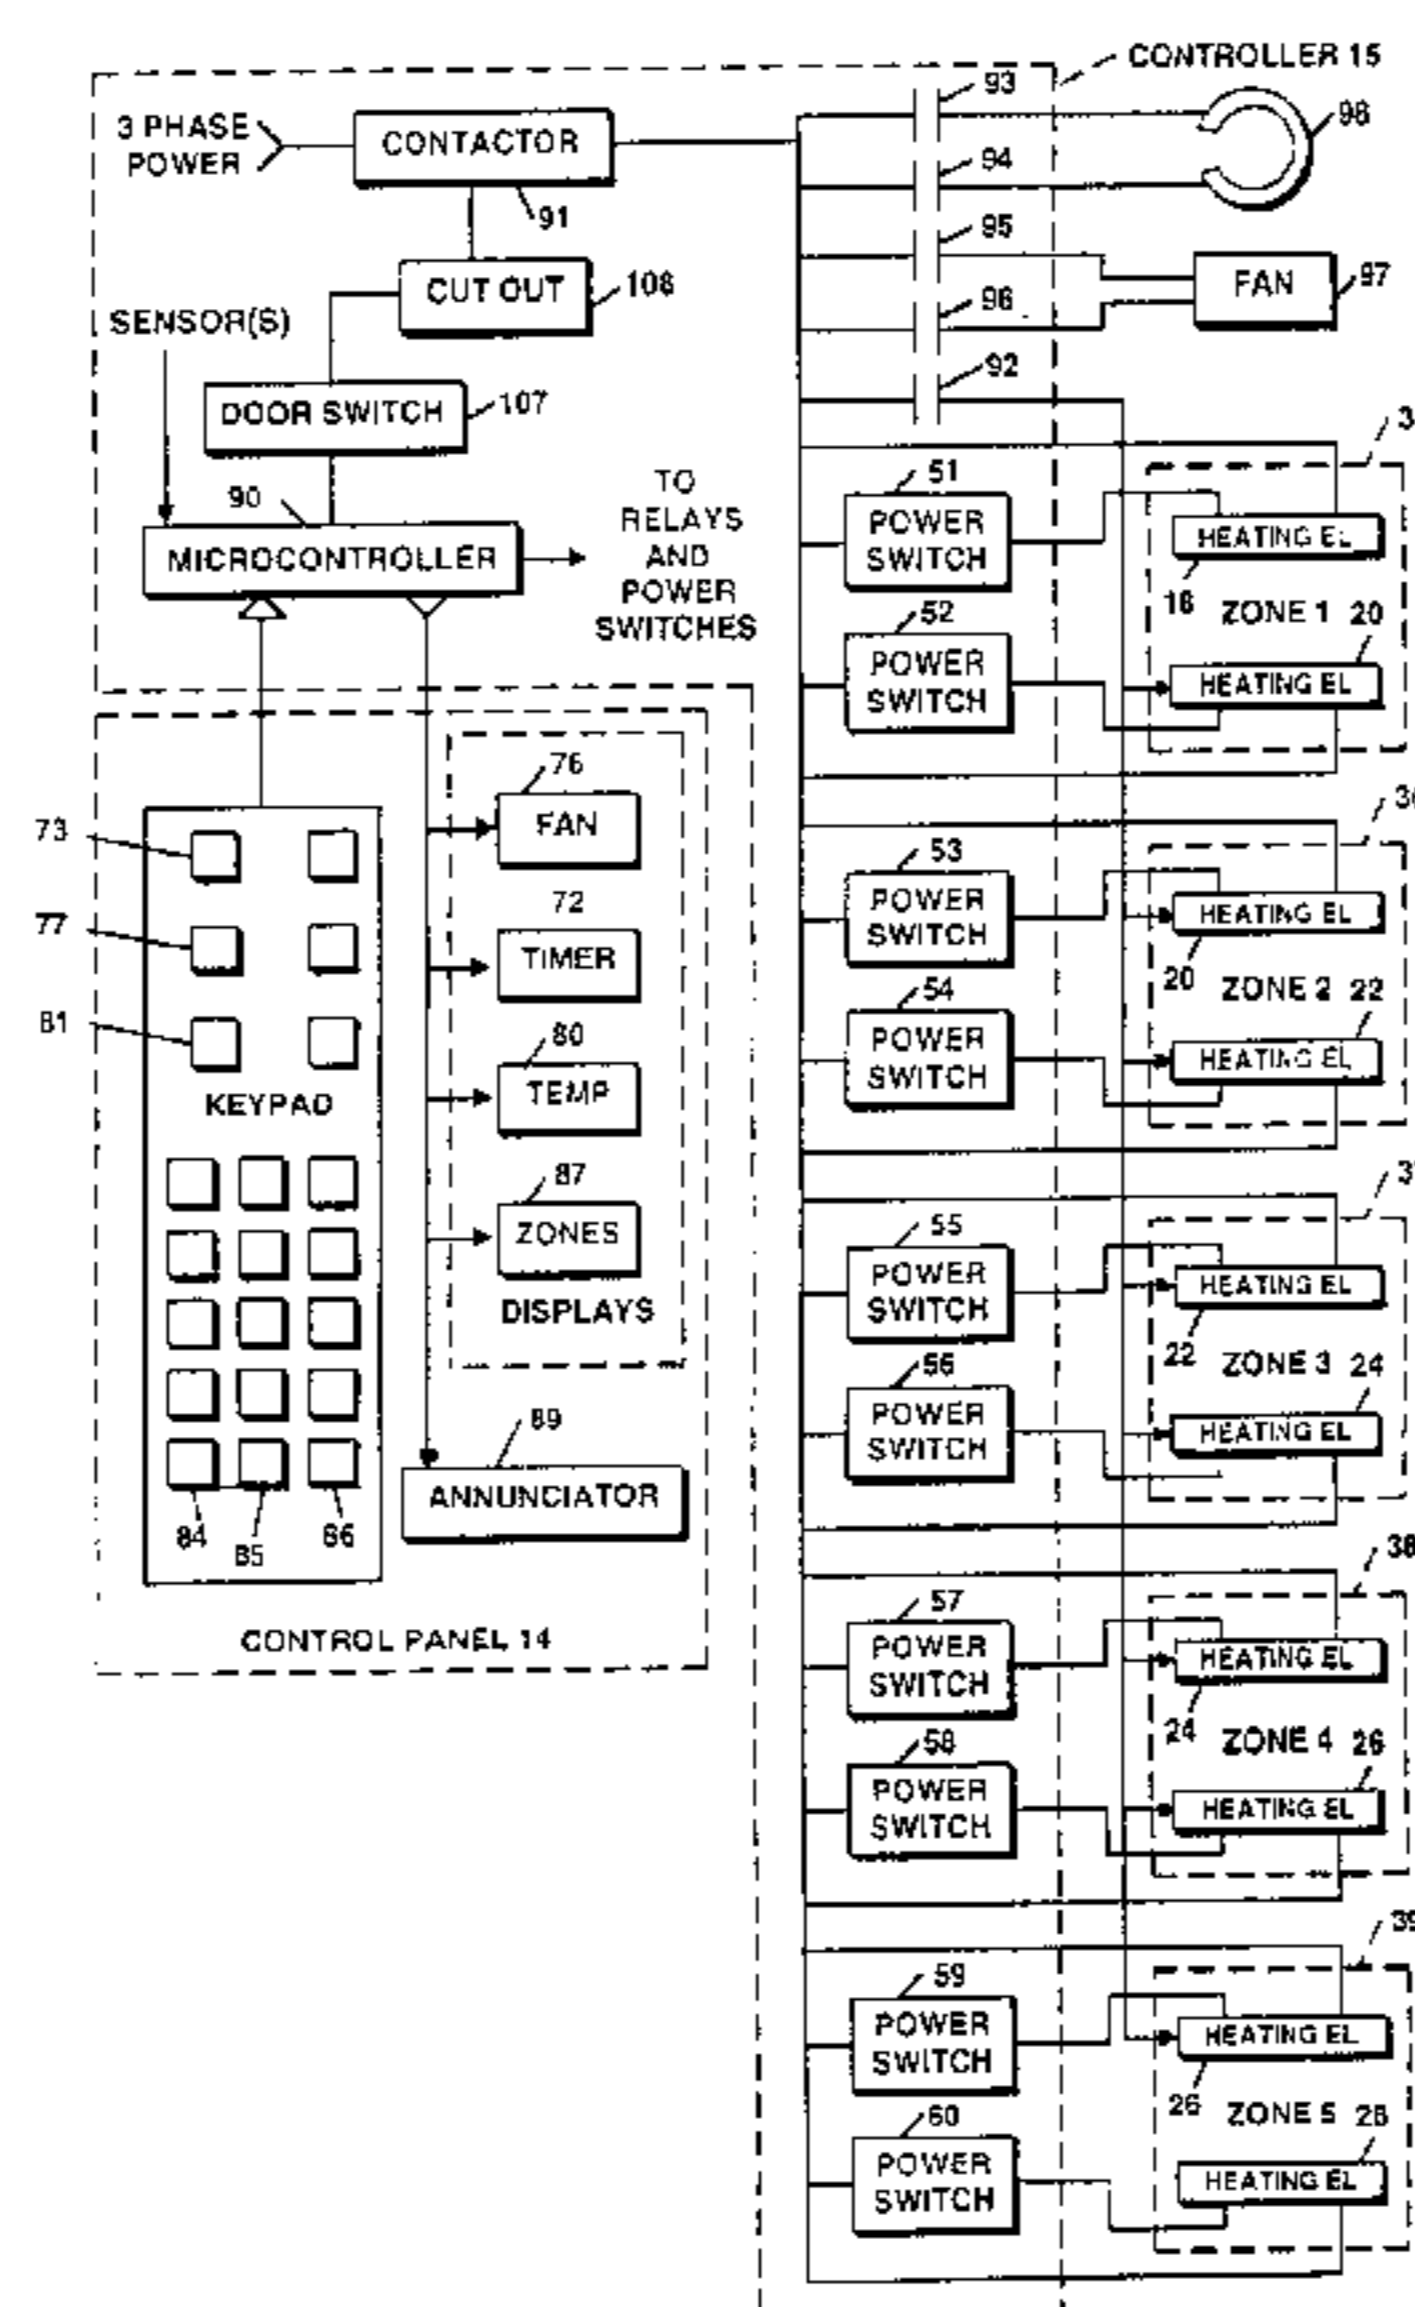 CONTROLLER 15
93
98
3 PHASE
POWER
CONTACTOR
91
94
95
96
92
FAN
97
CUT OUT
108
SENSOR(S)
DOOR SWITCH
107
90
MICROCONTROLLER
TO
RELAYS
AND
POWER
SWITCHES
51
POWER
SWITCH
52
POWER
SWITCH
HEATING EL
18
ZONE 1
20
HEATING EL
73
77
81
KEYPAD
84
85
86
76
FAN
72
TIMER
80
TEMP
87
ZONES
DISPLAYS
89
ANNUNCIATOR
CONTROL PANEL 14
53
POWER
SWITCH
54
POWER
SWITCH
HEATING EL
20
ZONE 2
22
HEATING EL
55
POWER
SWITCH
56
POWER
SWITCH
HEATING EL
22
ZONE 3
24
HEATING EL
38
57
POWER
SWITCH
58
POWER
SWITCH
HEATING EL
24
ZONE 4
26
HEATING EL
39
59
POWER
SWITCH
60
POWER
SWITCH
HEATING EL
26
ZONE 5
28
HEATING EL